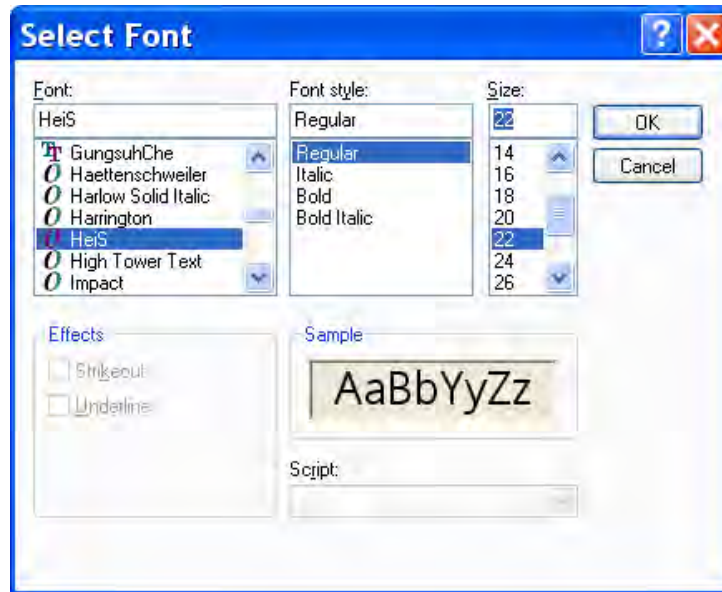 Select Font
Font:
HeiS
GungsuhChe
Haettenschweiler
Harlow Solid Italic
Harrington
HeiS
High Tower Text
Impact
Font style:
Regular
Regular
Italic
Bold
Bold Italic
Size:
22
14
16
18
20
22
24
26
OK
Cancel
Effects
Strikeout
Underline
Sample
AaBbYyZz
Script: